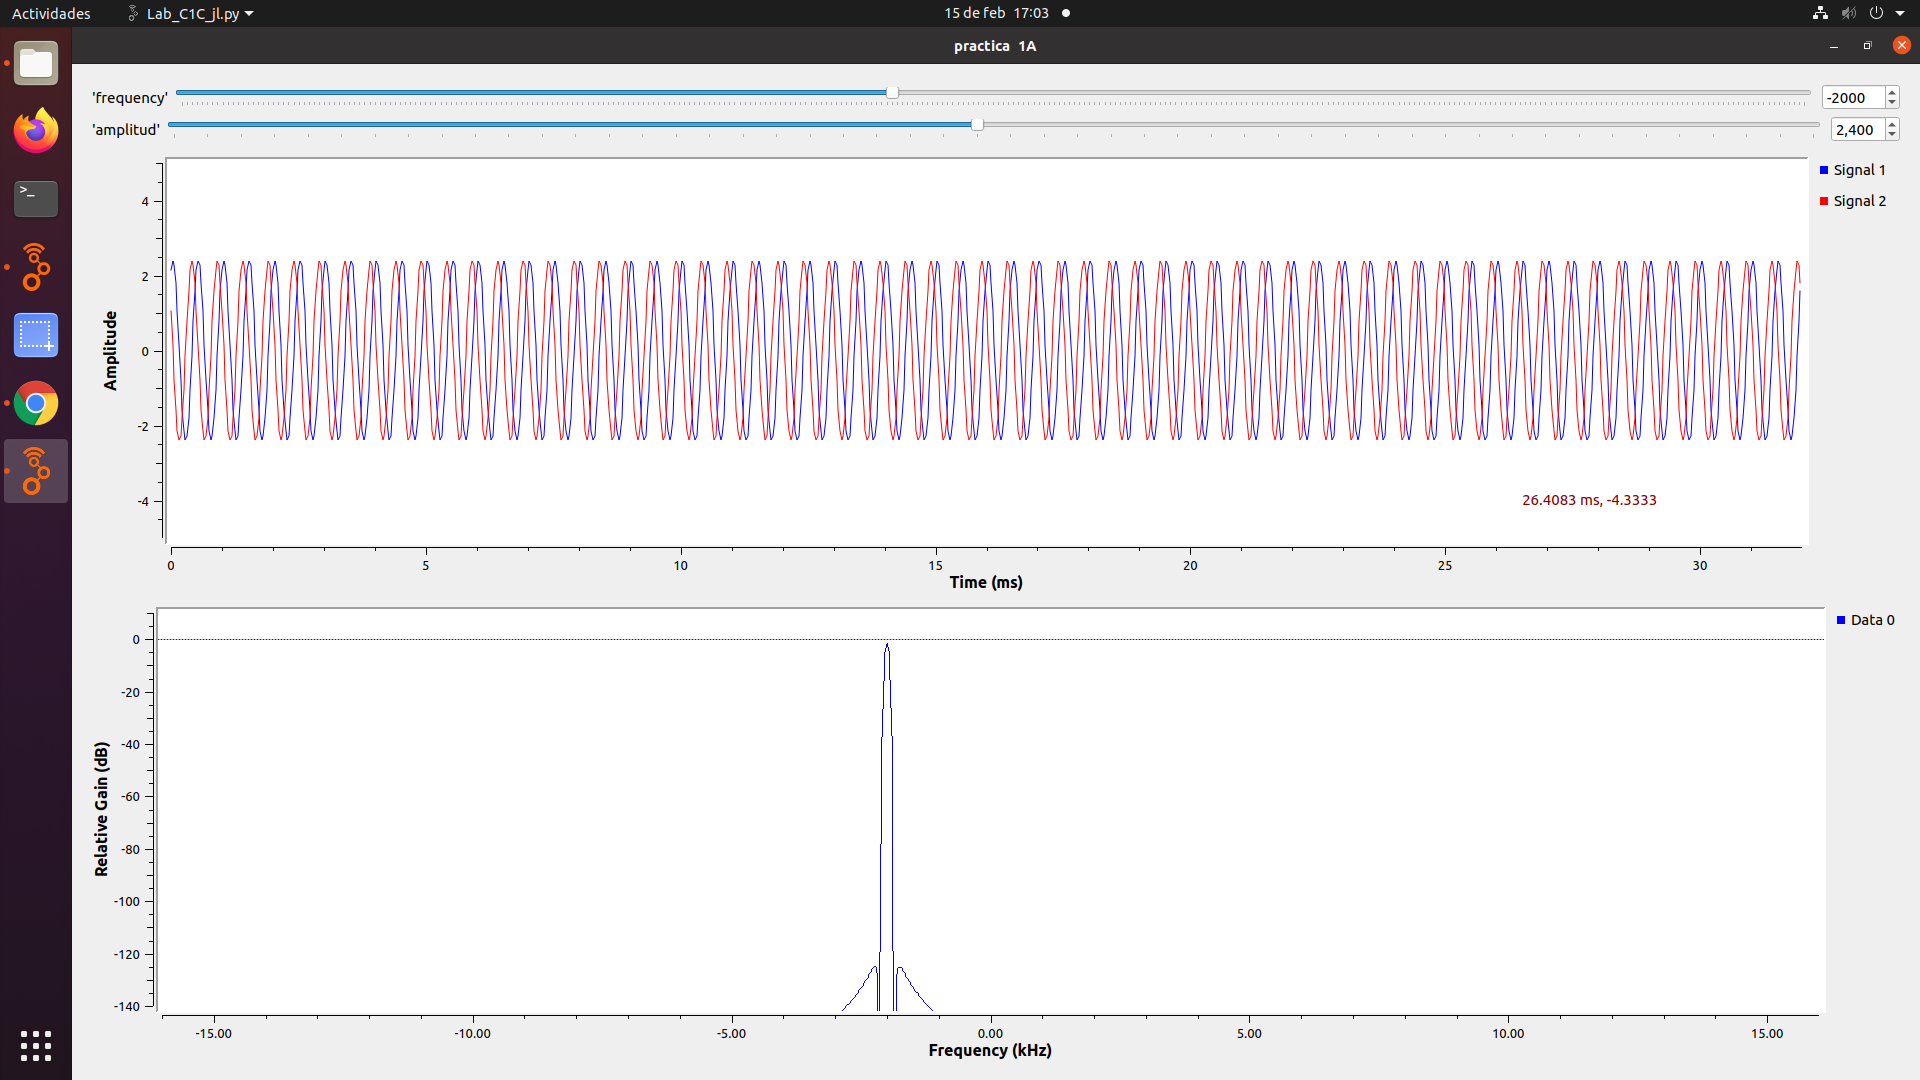 Actividades
Lab_C1C_jl.py
15 de feb 17:03
practica 1A
'frequency'
-2000
'amplitud'
2,400
Signal 1
Signal 2
4
2
0
-2
-4
Amplitude
26.4083 ms, -4.3333
0 5 10 15 20 25 30
Time (ms)
Data 0
0
-20
-40
-60
-80
-100
-120
-140
Relative Gain (dB)
-15.00 -10.00 -5.00 0.00 5.00 10.00 15.00
Frequency (kHz)